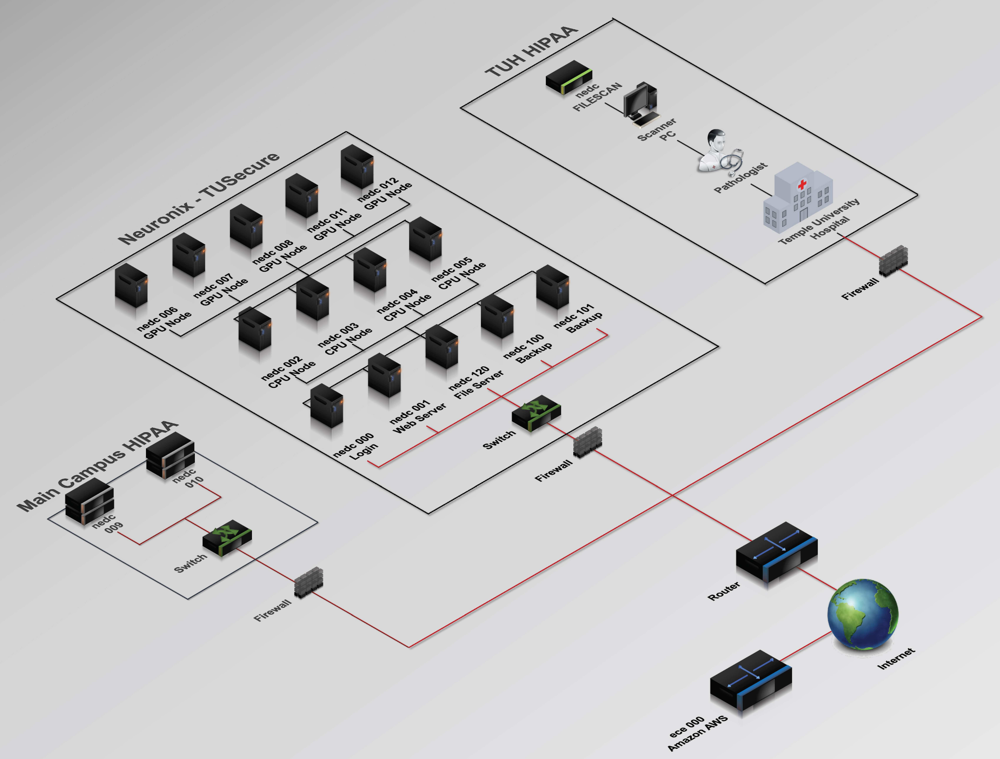 TUH HIPAA
nedc
FILESCAN
Scanner
PC
Pathologist
Temple University
Hospital
Firewall
Neuronix - TUSecure
nedc 012
GPU Node
nedc 011
GPU Node
nedc 008
GPU Node
nedc 007
GPU Node
nedc 006
GPU Node
nedc 005
CPU Node
nedc 004
CPU Node
nedc 003
CPU Node
nedc 002
CPU Node
nedc 101
Backup
nedc 100
Backup
nedc 120
File Server
nedc 001
Web Server
nedc 000
Login
Switch
Firewall
Main Campus HIPAA
nedc
010
nedc
009
Switch
Firewall
Router
Internet
ece 000
Amazon AWS